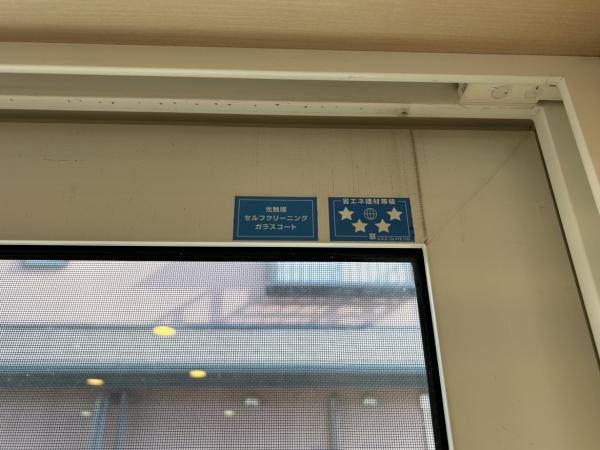 光触媒
セルフクリーニング
ガラスコート
省エネ建材等級